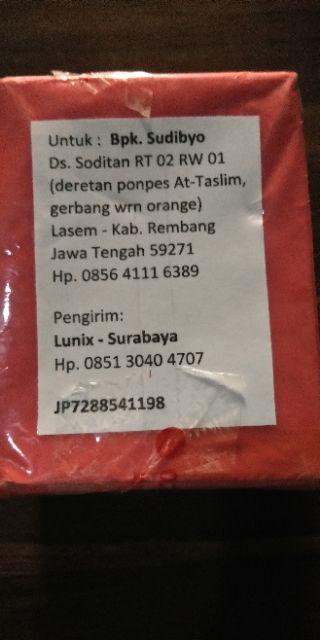 Untuk : Bpk. Sudibyo
Ds. Soditan RT 02 RW 01
(deretan ponpes At-Taslim,
gerbang wrn orange)
Lasem - Kab. Rembang
Jawa Tengah 59271
Hp. 0856 4111 6389
Pengirim:
Lunix - Surabaya
Hp. 0851 3040 4707
JP7288541198